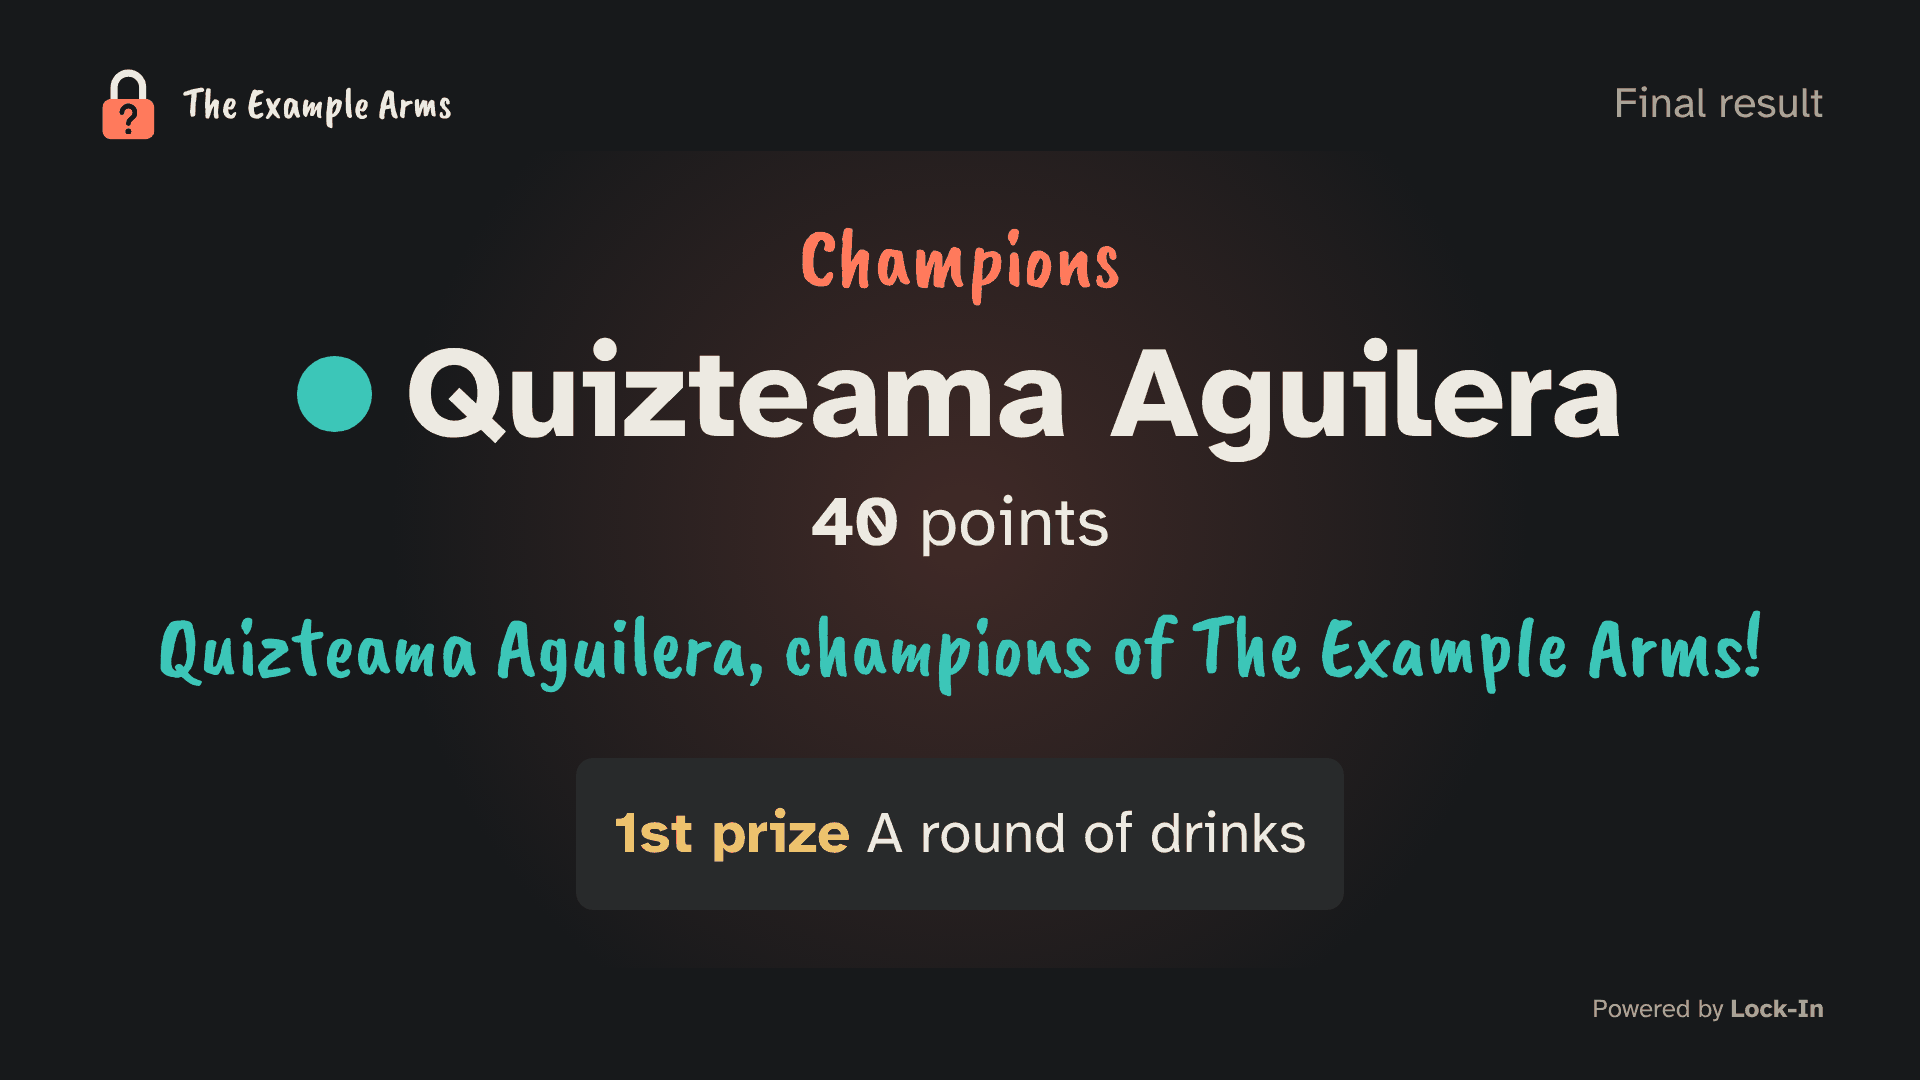 ?
The Example Arms
Final result
Champions
Quizteama Aguilera
40 points
Quizteama Aguilera, champions of The Example Arms!
1st prize A round of drinks
Powered by Lock-In